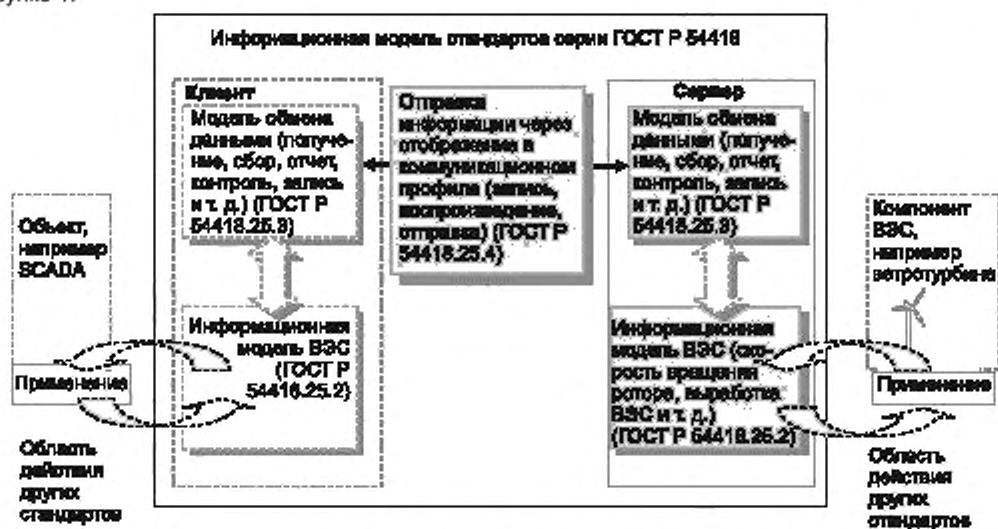 Информационная модель стандартов серии ГОСТ Р 54418
Клиент
Модель обмена
данными (получе-
ние, сбор, отчет,
контроль, запись
и т. д.) (ГОСТ Р
54418.25.3)
Информационная
модель ВЭС
(ГОСТ Р
54418.25.2)
Отправка
информации через
отображение в
коммуникационном
профиле (запись,
воспроизведение,
отправка) (ГОСТ Р
54418.25.4)
Сервер
Модель обмена
данными (получе-
ние, сбор, отчет,
контроль, запись
и т. д.) (ГОСТ Р
54418.25.3)
Информационная
модель ВЭС (ско-
рость вращения
ротора, выработка
ВЭС и т. д.)
(ГОСТ Р 54418.25.2)
Объект,
например
SCADA
Применение
Область
действия
других
стандартов
Компонент
ВЭС,
например
ветротурбина
Применение
Область
действия
других
стандартов